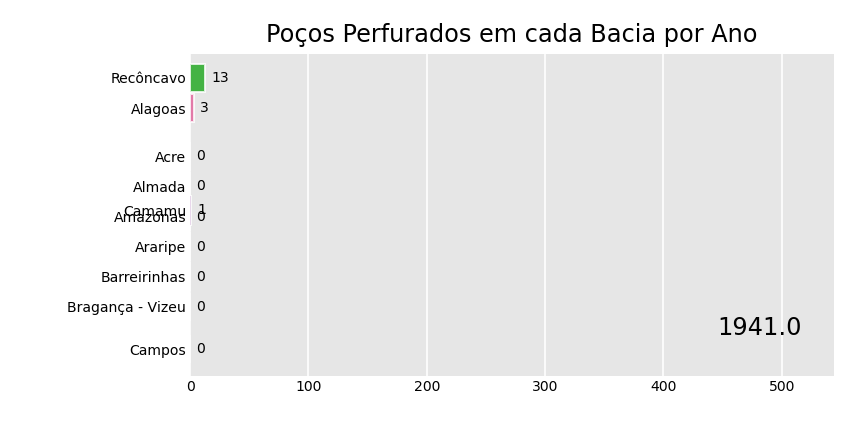 Poços Perfurados em cada Bacia por Ano
Recôncavo 13
Alagoas 3
Acre 0
Almada 0
Camamu 1
Amazonas 0
Araripe 0
Barreirinhas 0
Bragança - Vizeu 0
1941.0
Campos 0
0 100 200 300 400 500